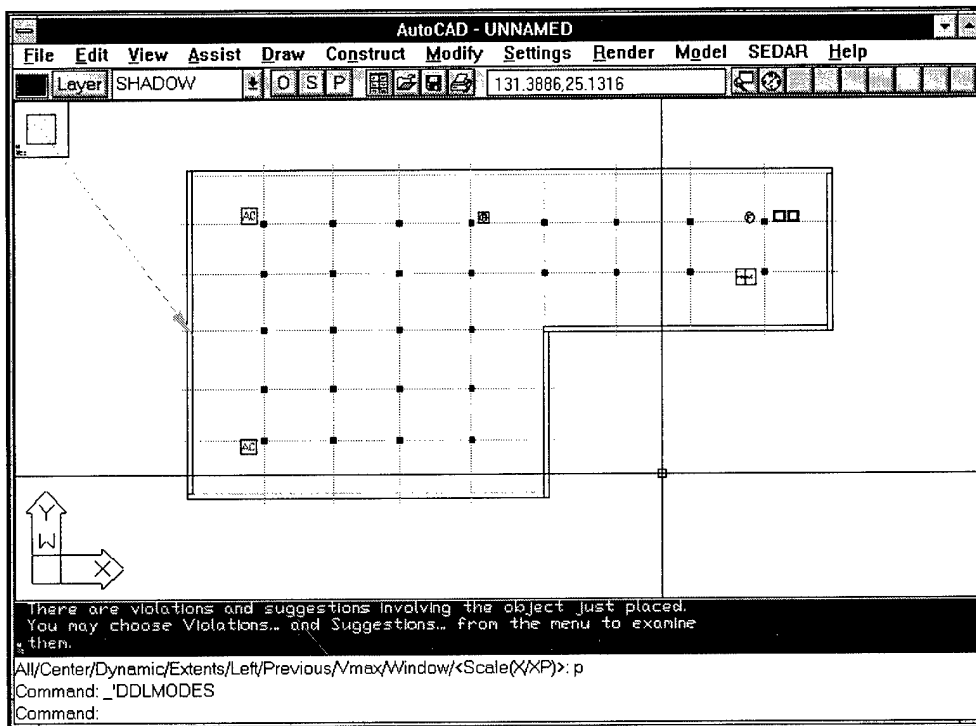 AutoCAD - UNNAMED
File Edit View Assist Draw Construct Modify Settings Render Model SEDAR Help
Layer SHADOW O S P 131.3886,25.1316
AC
AC
Y
W
X
There are violations and suggestions involving the object just placed.
You may choose Violations... and Suggestions... from the menu to examine
them.
All/Center/Dynamic/Extents/Left/Previous/Vmax/Window/<Scale(X/XP)>: p
Command: _'DDLMODES
Command: